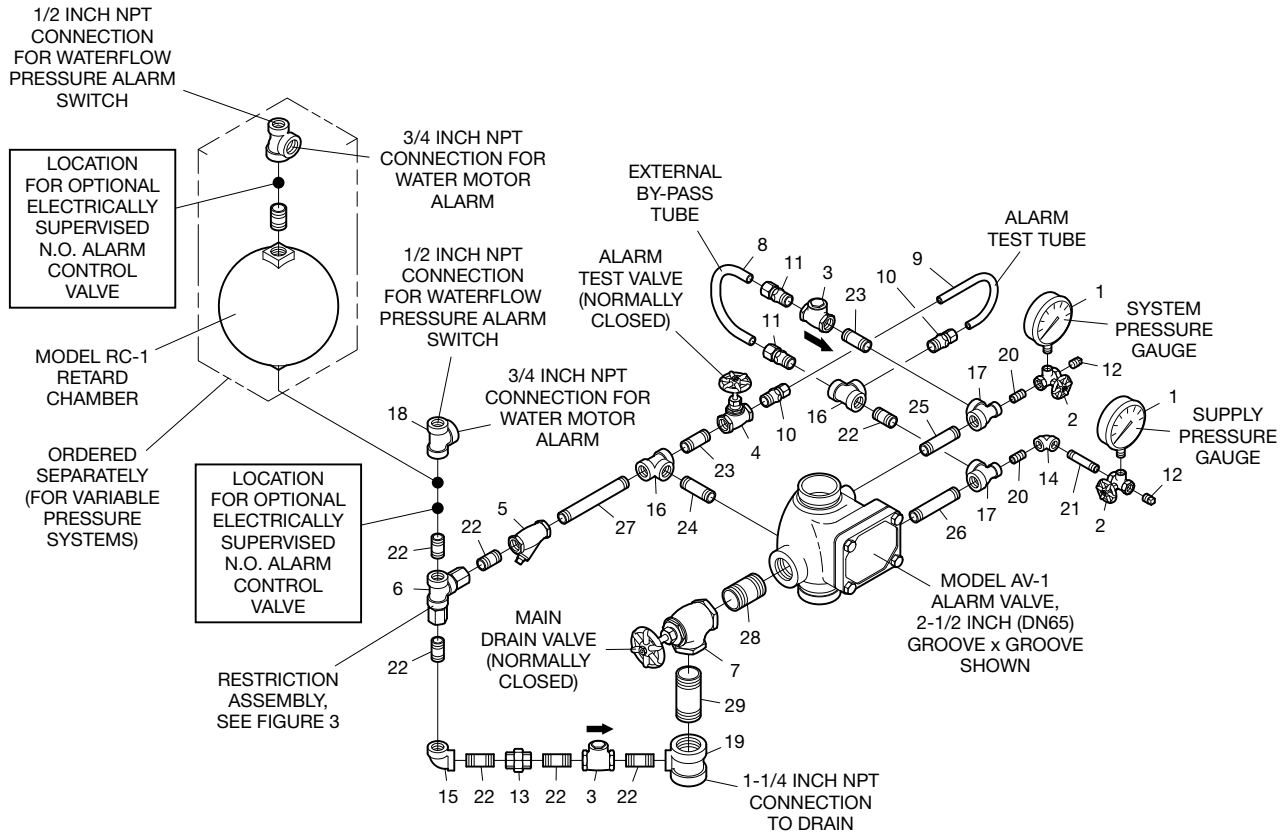 1/2 INCH NPT
CONNECTION
FOR WATERFLOW
PRESSURE ALARM
SWITCH
LOCATION
FOR OPTIONAL
ELECTRICALLY
SUPERVISED
N.O. ALARM
CONTROL
VALVE
3/4 INCH NPT
CONNECTION FOR
WATER MOTOR
ALARM
MODEL RC-1
RETARD
CHAMBER
ORDERED
SEPARATELY
(FOR VARIABLE
PRESSURE
SYSTEMS)
1/2 INCH NPT
CONNECTION
FOR WATERFLOW
PRESSURE ALARM
SWITCH
3/4 INCH NPT
CONNECTION FOR
WATER MOTOR
ALARM
18
LOCATION
FOR OPTIONAL
ELECTRICALLY
SUPERVISED
N.O. ALARM
CONTROL
VALVE
EXTERNAL
BY-PASS
TUBE
8
ALARM
TEST VALVE
(NORMALLY
CLOSED)
11
3
23
10
9
ALARM
TEST TUBE
1
SYSTEM
PRESSURE
GAUGE
11
20
12
17
2
1
SUPPLY
PRESSURE
GAUGE
16
10
4
22
25
23
14
12
17
20
21
2
16
24
26
27
5
22
22
6
22
RESTRICTION
ASSEMBLY,
SEE FIGURE 3
MAIN
DRAIN VALVE
(NORMALLY
CLOSED)
28
7
MODEL AV-1
ALARM VALVE,
2-1/2 INCH (DN65)
GROOVE x GROOVE
SHOWN
29
19
15
22
13
22
3
22
1-1/4 INCH NPT
CONNECTION
TO DRAIN